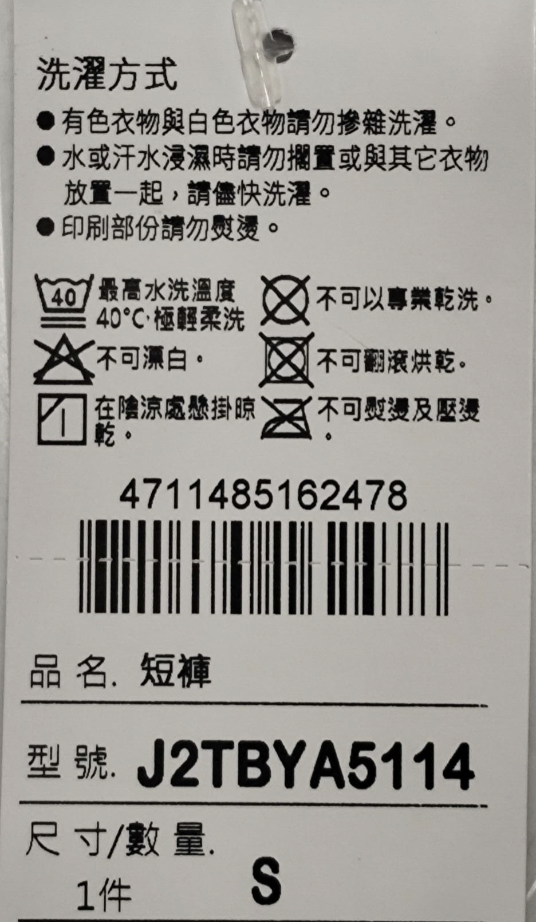 洗濯方式
●有色衣物與白色衣物請勿摻雜洗濯。
●水或汗水浸濕時請勿擱置或與其它衣物
放置一起，請儘快洗濯。
●印刷部份請勿熨燙。
40 最高水洗溫度 不可以專業乾洗。
40°C·極輕柔洗
不可漂白。 不可翻滾烘乾。
在陰涼處懸掛晾 不可熨燙及壓燙
乾。 。
4711485162478
品名. 短褲
型號. J2TBYA5114
尺寸/數量.
1件 S